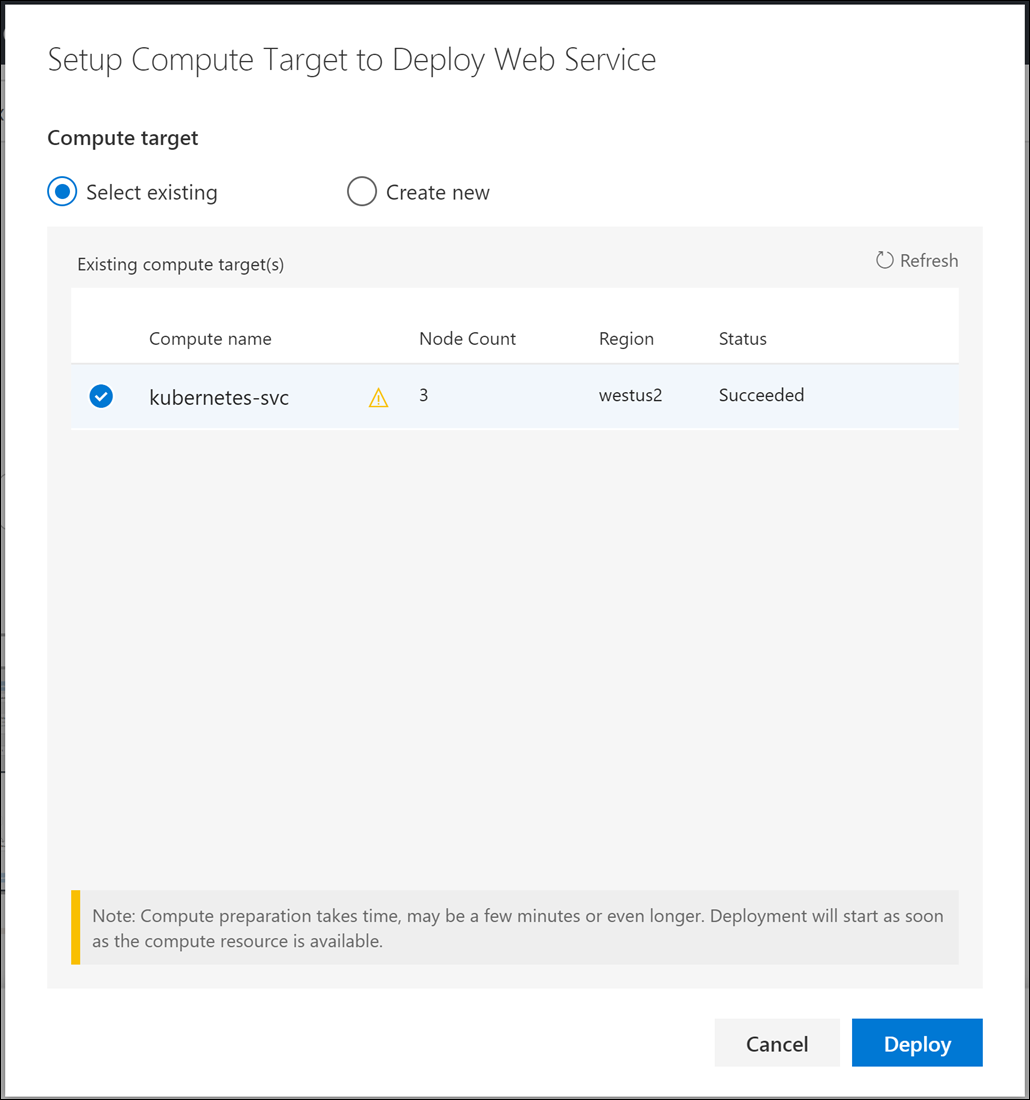 Setup Compute Target to Deploy Web Service
Compute target
Select existing
Create new
Existing compute target(s)
Refresh
Compute name Node Count Region Status
kubernetes-svc 3 westus2 Succeeded
Note: Compute preparation takes time, may be a few minutes or even longer. Deployment will start as soon
as the compute resource is available.
Cancel
Deploy